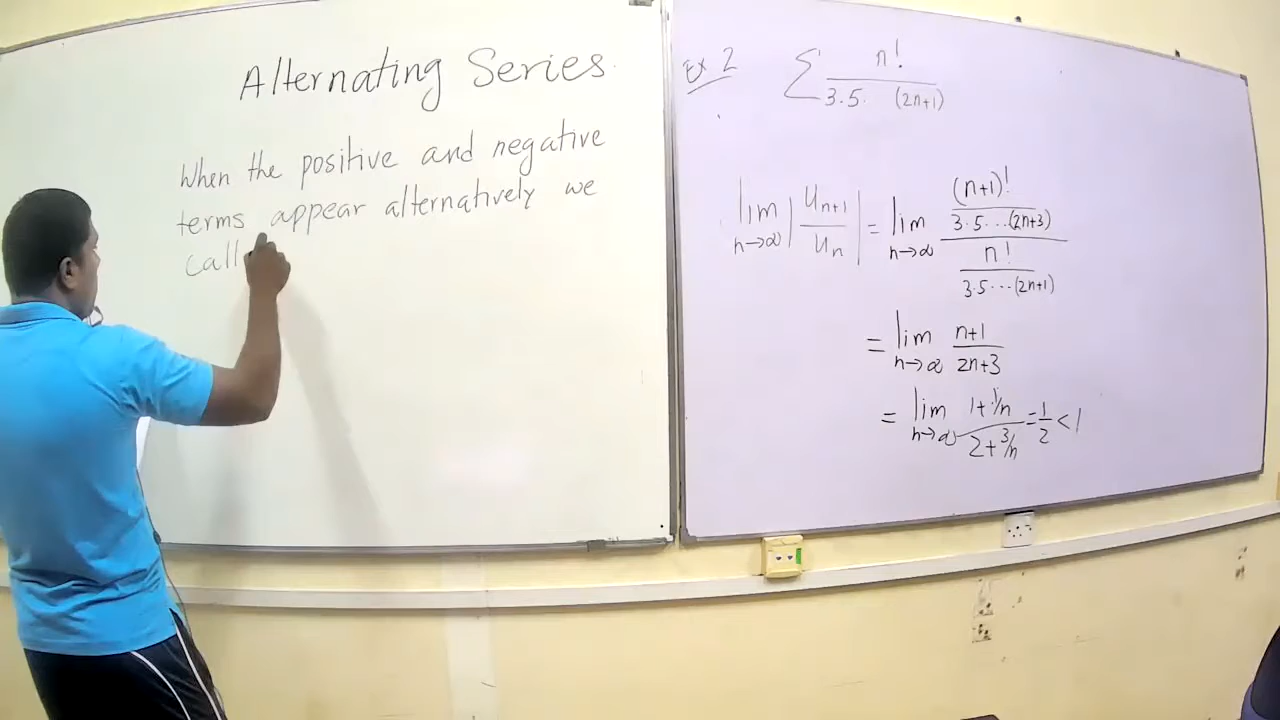 Alternating Series
When the positive and negative
terms appear alternatively we
call
Ex 2 ∑ n! / 3·5· (2n+1)
lim n→∞ | u_{n+1} / u_n | = lim n→∞ ((n+1)! / 3·5·...(2n+3)) / (n! / 3·5···(2n+1))
= lim n→∞ (n+1) / (2n+3)
= lim n→∞ (1 + 1/n) / (2 + 3/n) = 1/2 < 1